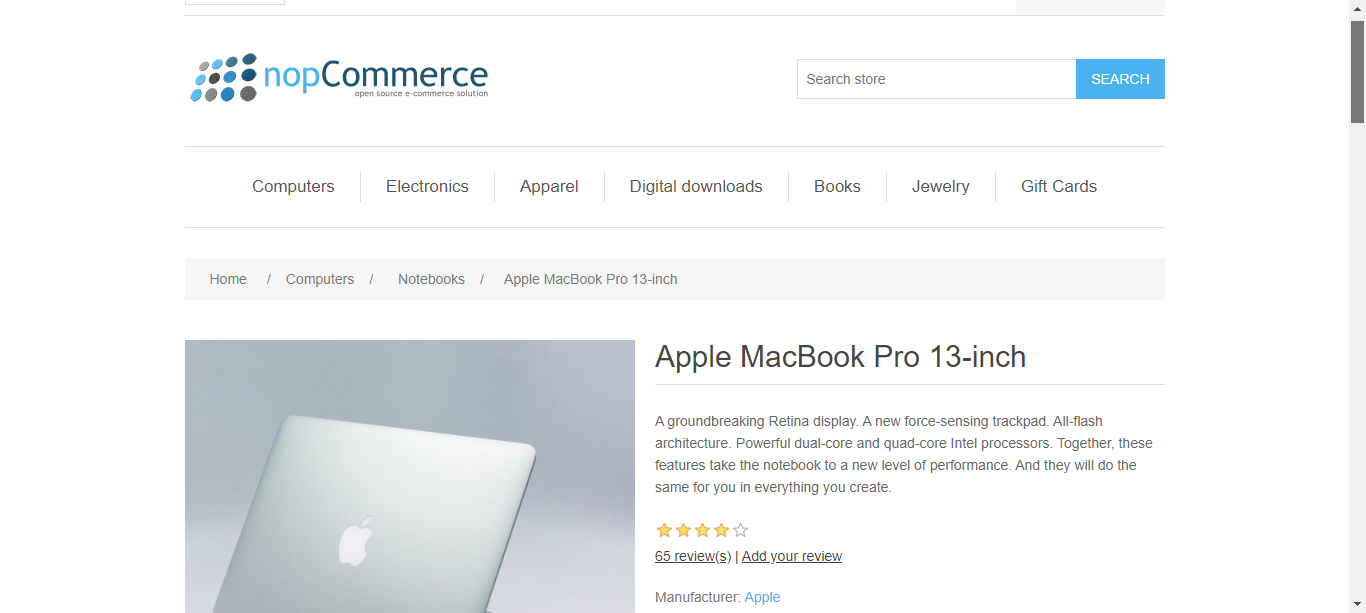 nopCommerce
open source e-commerce solution
Search store
SEARCH
Computers Electronics Apparel Digital downloads Books Jewelry Gift Cards
Home / Computers / Notebooks / Apple MacBook Pro 13-inch
Apple MacBook Pro 13-inch
A groundbreaking Retina display. A new force-sensing trackpad. All-flash
architecture. Powerful dual-core and quad-core Intel processors. Together, these
features take the notebook to a new level of performance. And they will do the
same for you in everything you create.
65 review(s) | Add your review
Manufacturer: Apple